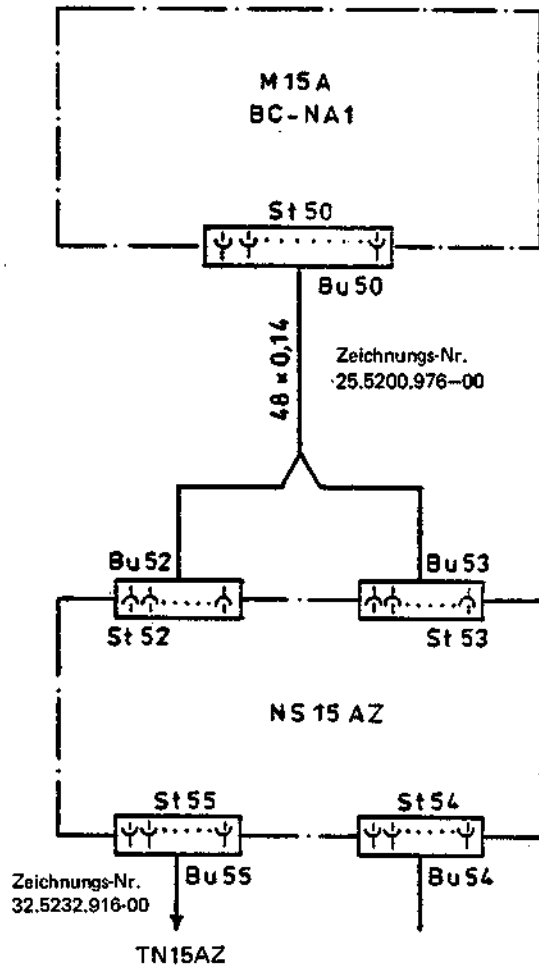 M15A
BC-NA1
St 50
Bu 50
48 × 0,14
Zeichnungs-Nr.
25.5200.976-00
Bu 52
Bu 53
St 52
St 53
NS 15 AZ
St 55
St 54
Bu 55
Bu 54
Zeichnungs-Nr.
32.5232.916-00
TN15AZ